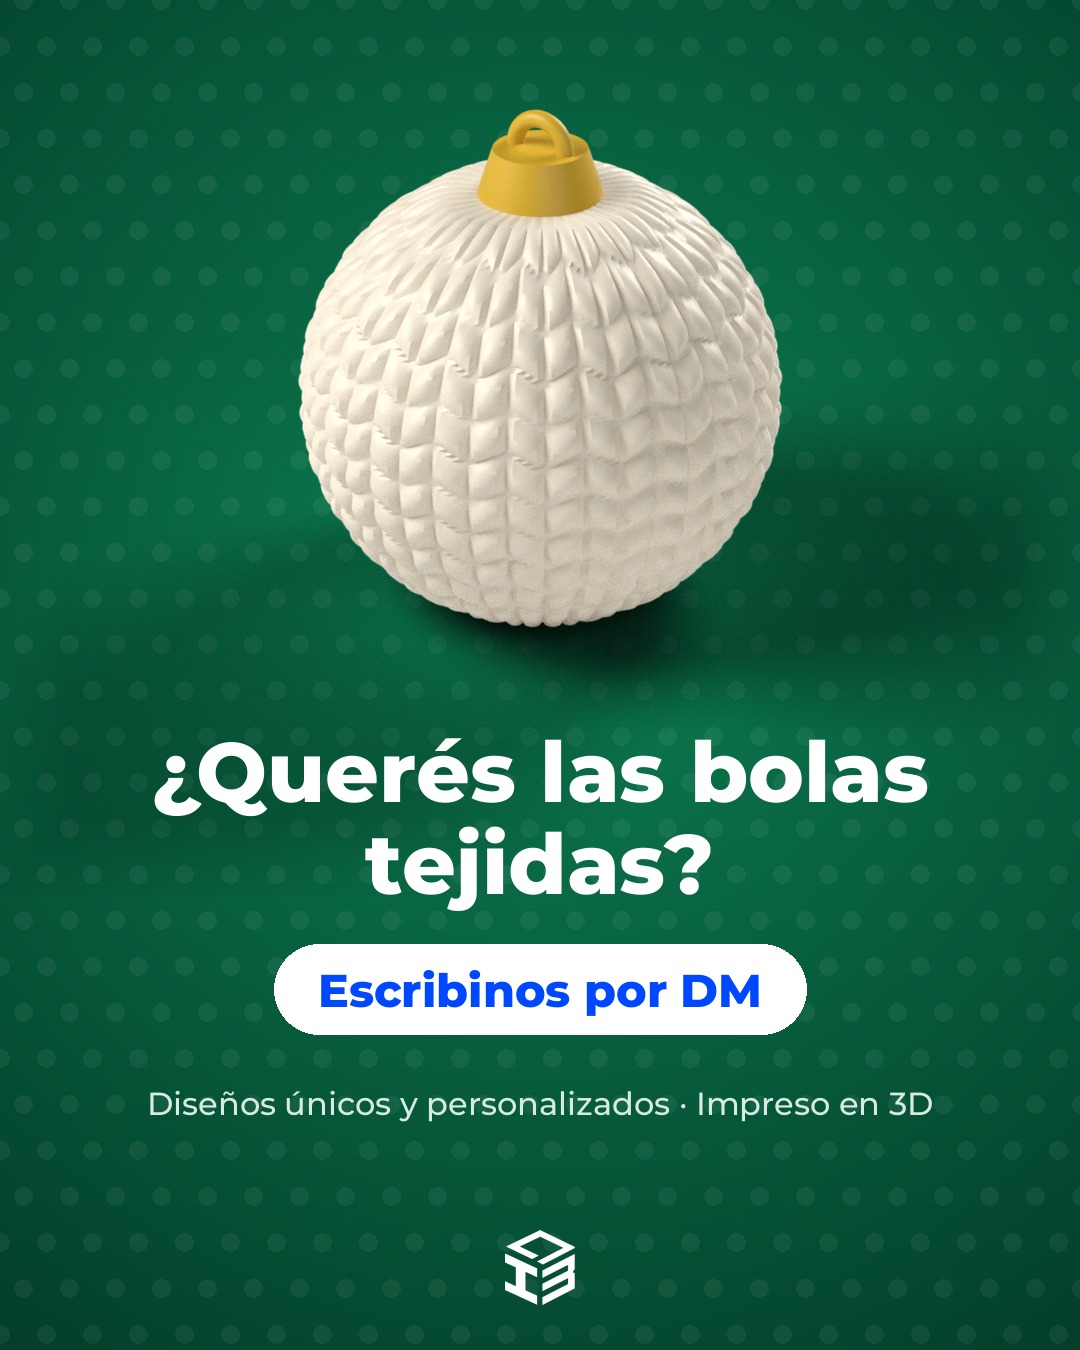 ¿Querés las bolas
tejidas?
Escribinos por DM
Diseños únicos y personalizados · Impreso en 3D